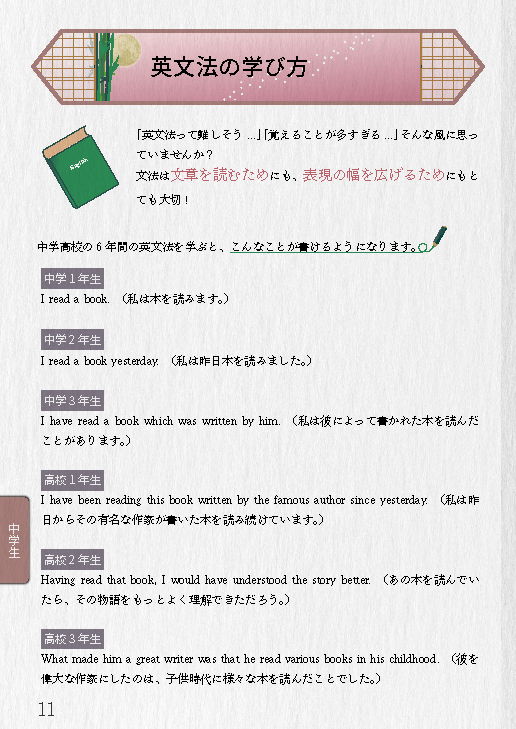 英文法の学び方
English
「英文法って難しそう…」「覚えることが多すぎる…」そんな風に思っ
ていませんか？
文法は文章を読むためにも、表現の幅を広げるためにもと
ても大切！
中学高校の6年間の英文法を学ぶと、こんなことが書けるようになります。
中学1年生
I read a book. （私は本を読みます。）
中学2年生
I read a book yesterday. （私は昨日本を読みました。）
中学3年生
I have read a book which was written by him. （私は彼によって書かれた本を読んだ
ことがあります。）
高校1年生
I have been reading this book written by the famous author since yesterday. （私は昨
日からその有名な作家が書いた本を読み続けています。）
高校2年生
Having read that book, I would have understood the story better. （あの本を読んでい
たら、その物語をもっとよく理解できただろう。）
高校3年生
What made him a great writer was that he read various books in his childhood. （彼を
偉大な作家にしたのは、子供時代に様々な本を読んだことでした。）
中学生
11